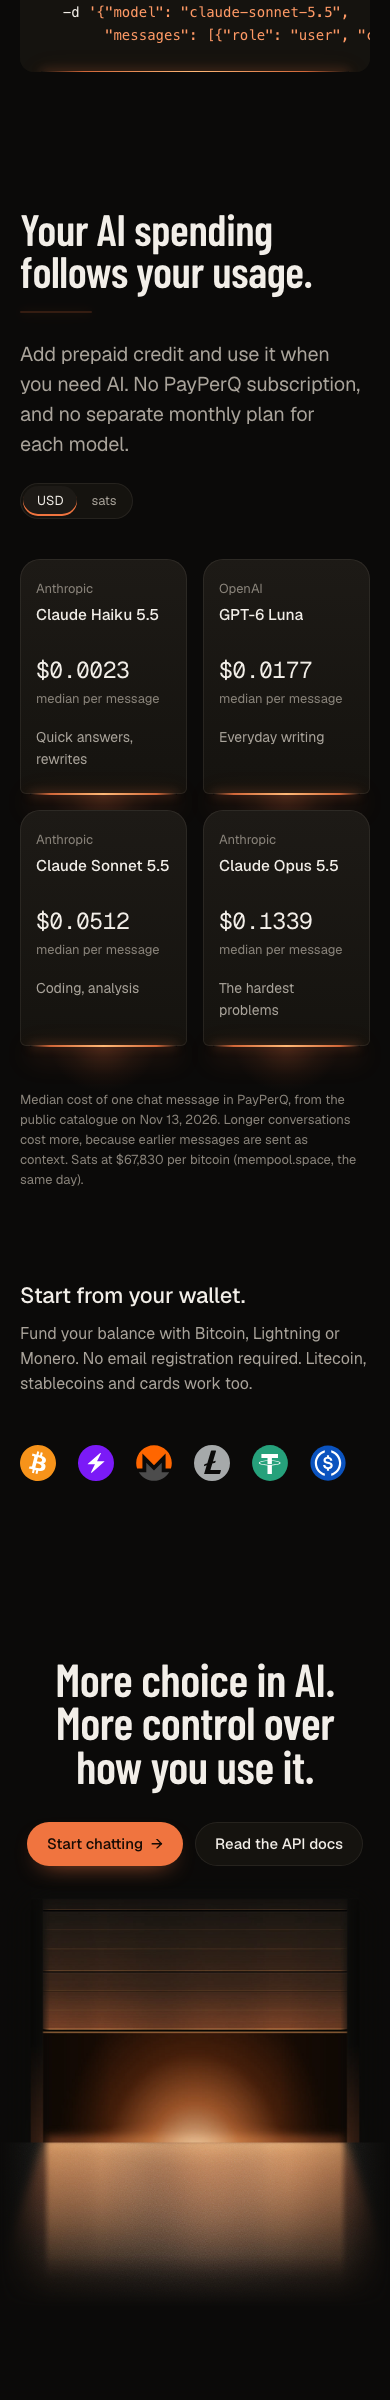 -d '{"model": "claude-sonnet-5.5",
"messages": [{"role": "user", "c
Your AI spending
follows your usage.
Add prepaid credit and use it when
you need AI. No PayPerQ subscription,
and no separate monthly plan for
each model.
USD sats
Anthropic
Claude Haiku 5.5
$0.0023
median per message
Quick answers,
rewrites
OpenAI
GPT-6 Luna
$0.0177
median per message
Everyday writing
Anthropic
Claude Sonnet 5.5
$0.0512
median per message
Coding, analysis
Anthropic
Claude Opus 5.5
$0.1339
median per message
The hardest
problems
Median cost of one chat message in PayPerQ, from the
public catalogue on Nov 13, 2026. Longer conversations
cost more, because earlier messages are sent as
context. Sats at $67,830 per bitcoin (mempool.space, the
same day).
Start from your wallet.
Fund your balance with Bitcoin, Lightning or
Monero. No email registration required. Litecoin,
stablecoins and cards work too.
More choice in AI.
More control over
how you use it.
Start chatting →
Read the API docs